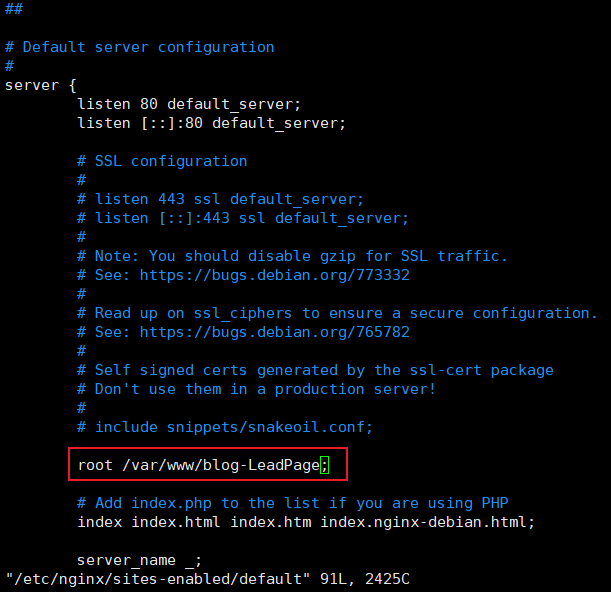 ##
# Default server configuration
#
server {
listen 80 default_server;
listen [::]:80 default_server;
# SSL configuration
#
# listen 443 ssl default_server;
# listen [::]:443 ssl default_server;
#
# Note: You should disable gzip for SSL traffic.
# See: https://bugs.debian.org/773332
#
# Read up on ssl_ciphers to ensure a secure configuration.
# See: https://bugs.debian.org/765782
#
# Self signed certs generated by the ssl-cert package
# Don't use them in a production server!
#
# include snippets/snakeoil.conf;
root /var/www/blog-LeadPage;
# Add index.php to the list if you are using PHP
index index.html index.htm index.nginx-debian.html;
server_name _;
"/etc/nginx/sites-enabled/default" 91L, 2425C